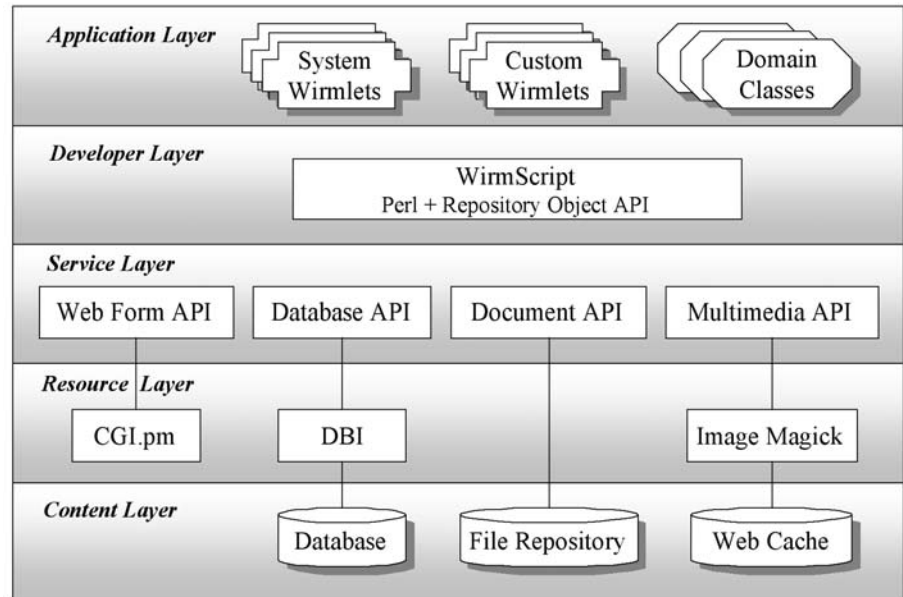 Application Layer
System
Wirmlets
Custom
Wirmlets
Domain
Classes
Developer Layer
WirmScript
Perl + Repository Object API
Service Layer
Web Form API
Database API
Document API
Multimedia API
Resource Layer
CGI.pm
DBI
Image Magick
Content Layer
Database
File Repository
Web Cache